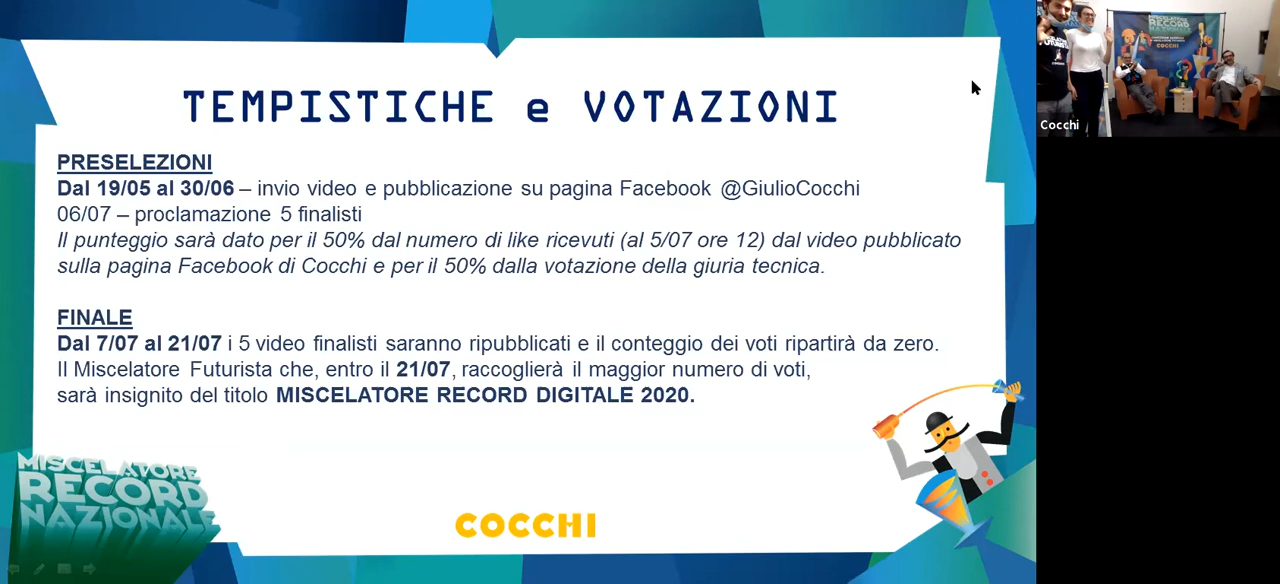 TEMPISTICHE e VOTAZIONI
PRESELEZIONI
Dal 19/05 al 30/06 – invio video e pubblicazione su pagina Facebook @GiulioCocchi
06/07 – proclamazione 5 finalisti
Il punteggio sarà dato per il 50% dal numero di like ricevuti (al 5/07 ore 12) dal video pubblicato
sulla pagina Facebook di Cocchi e per il 50% dalla votazione della giuria tecnica.
FINALE
Dal 7/07 al 21/07 i 5 video finalisti saranno ripubblicati e il conteggio dei voti ripartirà da zero.
Il Miscelatore Futurista che, entro il 21/07, raccoglierà il maggior numero di voti,
sarà insignito del titolo MISCELATORE RECORD DIGITALE 2020.
MISCELATORE
RECORD
NAZIONALE
COCCHI
MISCELATORE
RECORD
NAZIONALE
COCCHI
Cocchi